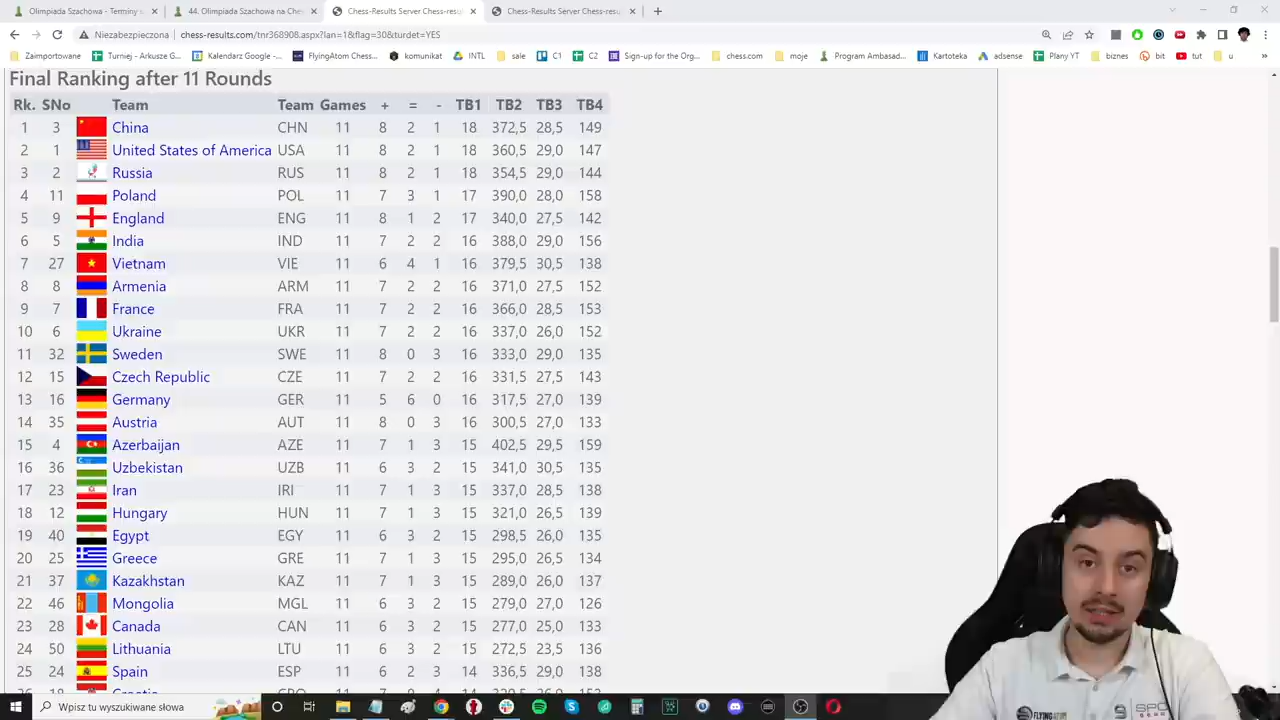 Olimpiada Szachowa - Terminy s
44. Olimpiada Szachowa na Ches
Chess-Results Server Chess-resu
Chess-Results Server Chess-resu
Niezabezpieczona chess-results.com/tnr368908.aspx?lan=1&flag=30&turdet=YES
Zaimportowane Turniej - Arkusze G... Kalendarz Google -... FlyingAtom Chess... komunikat INT sale C1 C2 Sign-up for the Org... chess.com moje Program Ambasad... Kartoteka adsense Plany YT biznes bit tut u
Final Ranking after 11 Rounds
Rk. SNo Team Team Games + = - TB1 TB2 TB3 TB4
1 3 China CHN 11 8 2 1 18 372,5 28,5 149
2 1 United States of America USA 11 8 2 1 18 360,5 29,0 147
3 2 Russia RUS 11 8 2 1 18 354,5 29,0 144
4 11 Poland POL 11 7 3 1 17 390,0 28,0 158
5 9 England ENG 11 8 1 2 17 340,0 27,5 142
6 5 India IND 11 7 2 2 16 388,0 29,0 156
7 27 Vietnam VIE 11 6 4 1 16 379,5 30,5 138
8 8 Armenia ARM 11 7 2 2 16 371,0 27,5 152
9 7 France FRA 11 7 2 2 16 366,0 28,5 153
10 6 Ukraine UKR 11 7 2 2 16 337,0 26,0 152
11 32 Sweden SWE 11 8 0 3 16 333,0 29,0 135
12 15 Czech Republic CZE 11 7 2 2 16 331,5 27,5 143
13 16 Germany GER 11 5 6 0 16 317,5 27,0 139
14 35 Austria AUT 11 8 0 3 16 300,5 27,0 133
15 4 Azerbaijan AZE 11 7 1 3 15 402,5 29,5 159
16 36 Uzbekistan UZB 11 6 3 2 15 341,0 30,5 135
17 23 Iran IRI 11 7 1 3 15 337,0 28,5 138
18 12 Hungary HUN 11 7 1 3 15 321,0 26,5 139
19 40 Egypt EGY 11 6 3 2 15 298,5 26,0 135
20 25 Greece GRE 11 7 1 3 15 295,0 26,5 134
21 37 Kazakhstan KAZ 11 7 1 3 15 289,0 26,0 137
22 46 Mongolia MGL 11 6 3 2 15 279,0 27,0 126
23 28 Canada CAN 11 6 3 2 15 277,0 25,0 133
24 50 Lithuania LTU 11 6 3 2 15 272,5 23,5 136
25 24 Spain ESP 11 6 2 3 14 336,5 29,0 138
Wpisz tu wyszukiwane słowa